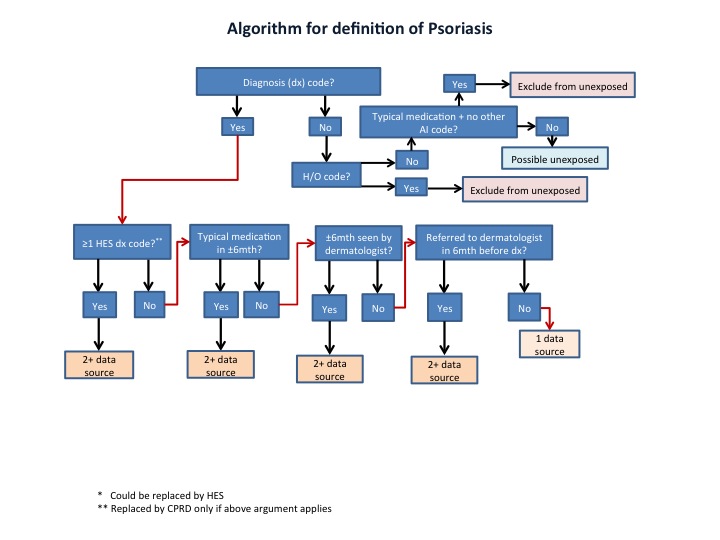 Algorithm for definition of Psoriasis
Diagnosis (dx) code?
Yes
Exclude from unexposed
Yes
No
Typical medication + no other
AI code?
No
Possible unexposed
H/O code?
No
Yes
Exclude from unexposed
≥1 HES dx code?**
Typical medication
in ±6mth?
±6mth seen by
dermatologist?
Referred to dermatologist
in 6mth before dx?
Yes
No
Yes
No
Yes
No
Yes
No
2+ data
source
2+ data
source
2+ data
source
2+ data
source
1 data
source
* Could be replaced by HES
** Replaced by CPRD only if above argument applies